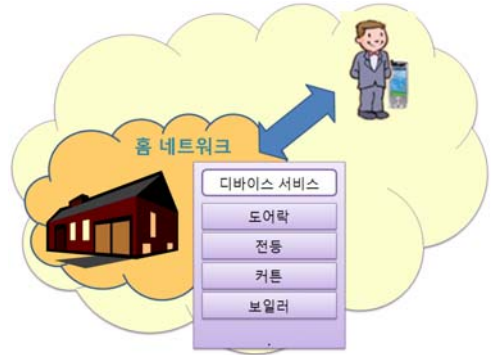 홈 네트워크
디바이스 서비스
도어락
전등
커튼
보일러
.